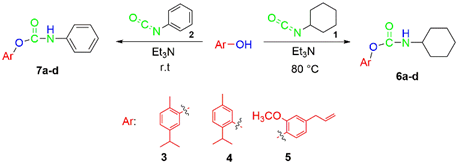 O
O N H
Ar
7a-d
O C N
2
Et₃N
r.t
Ar-OH
O C N
1
Et₃N
80 °C
O
O N H
Ar
6a-d
Ar:
3
4
H₃CO
5